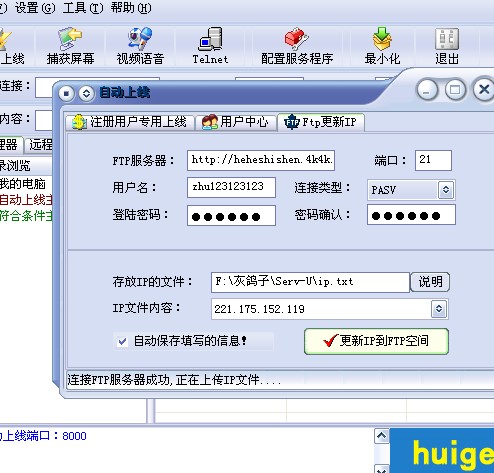 设置(G) 工具(T) 帮助(H)
上线 捕获屏幕 视频语音 Telnet 配置服务程序 最小化 退出
连接:
自动上线
内容:
注册用户专用上线 用户中心 Ftp更新IP
理器 远程
录浏览
我的电脑
自动上线主
符合条件主
FTP服务器: http://heheshishen.4k4k. 端口: 21
用户名: zhu123123123 连接类型: PASV
登陆密码: ●●●●●● 密码确认: ●●●●●●
存放IP的文件: F:\灰鸽子\Serv-U\ip.txt 说明
IP文件内容: 221.175.152.119
自动保存填写的信息! 更新IP到FTP空间
连接FTP服务器成功,正在上传IP文件....
上线端口:8000
huige